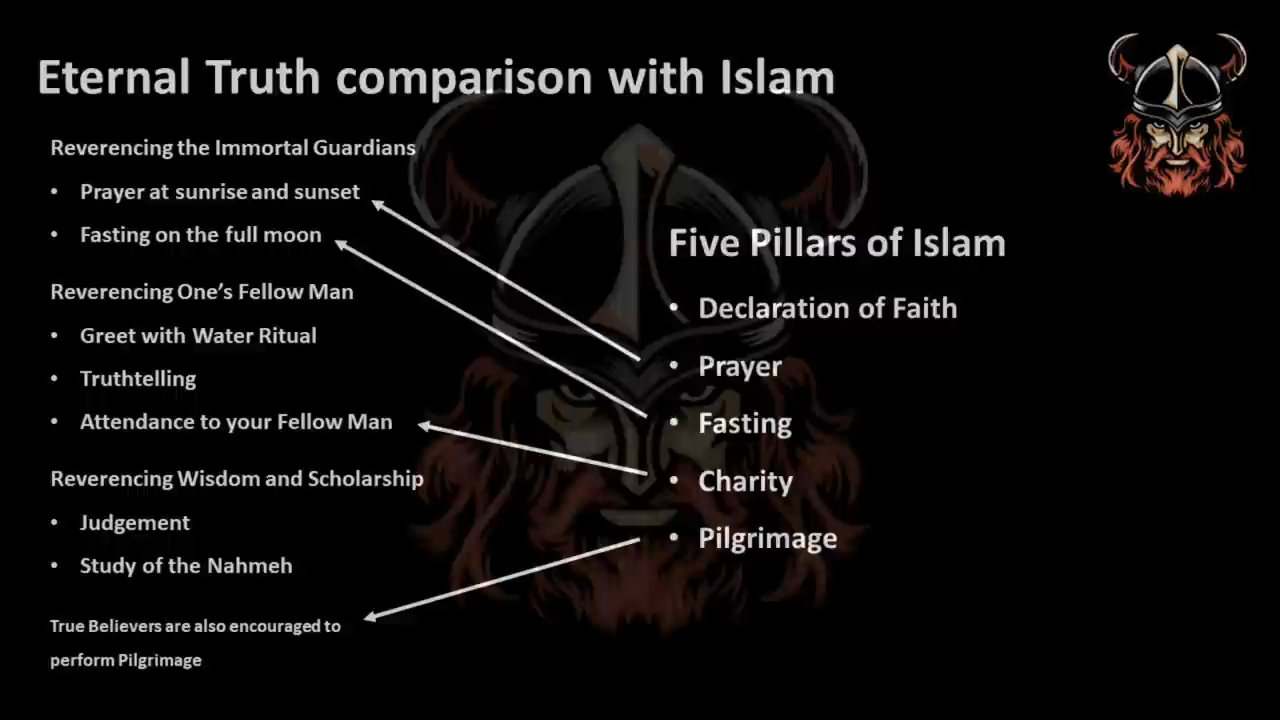 Eternal Truth comparison with Islam
Reverencing the Immortal Guardians
• Prayer at sunrise and sunset
• Fasting on the full moon
Reverencing One's Fellow Man
• Greet with Water Ritual
• Truthtelling
• Attendance to your Fellow Man
Reverencing Wisdom and Scholarship
• Judgement
• Study of the Nahmeh
True Believers are also encouraged to
perform Pilgrimage
Five Pillars of Islam
• Declaration of Faith
• Prayer
• Fasting
• Charity
• Pilgrimage